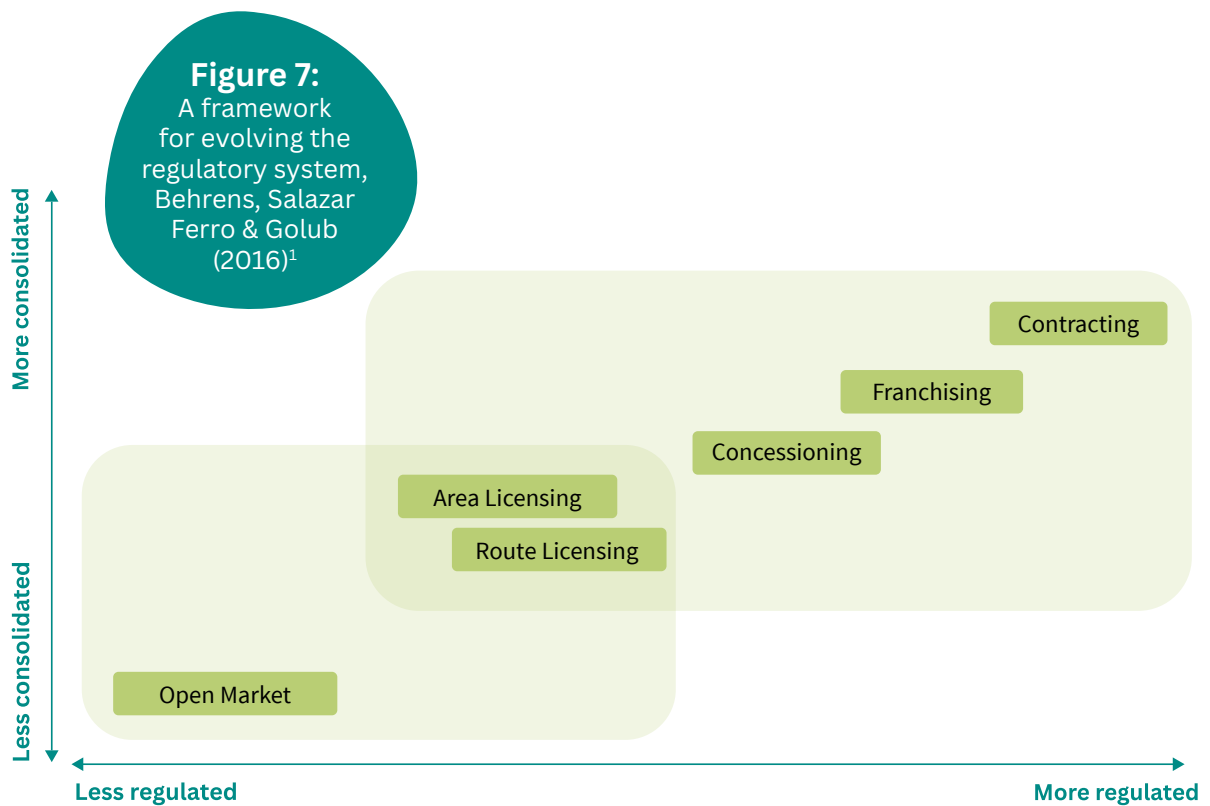 Figure 7:
A framework
for evolving the
regulatory system,
Behrens, Salazar
Ferro & Golub
(2016)¹
More consolidated
Less consolidated
Contracting
Franchising
Concessioning
Area Licensing
Route Licensing
Open Market
Less regulated
More regulated